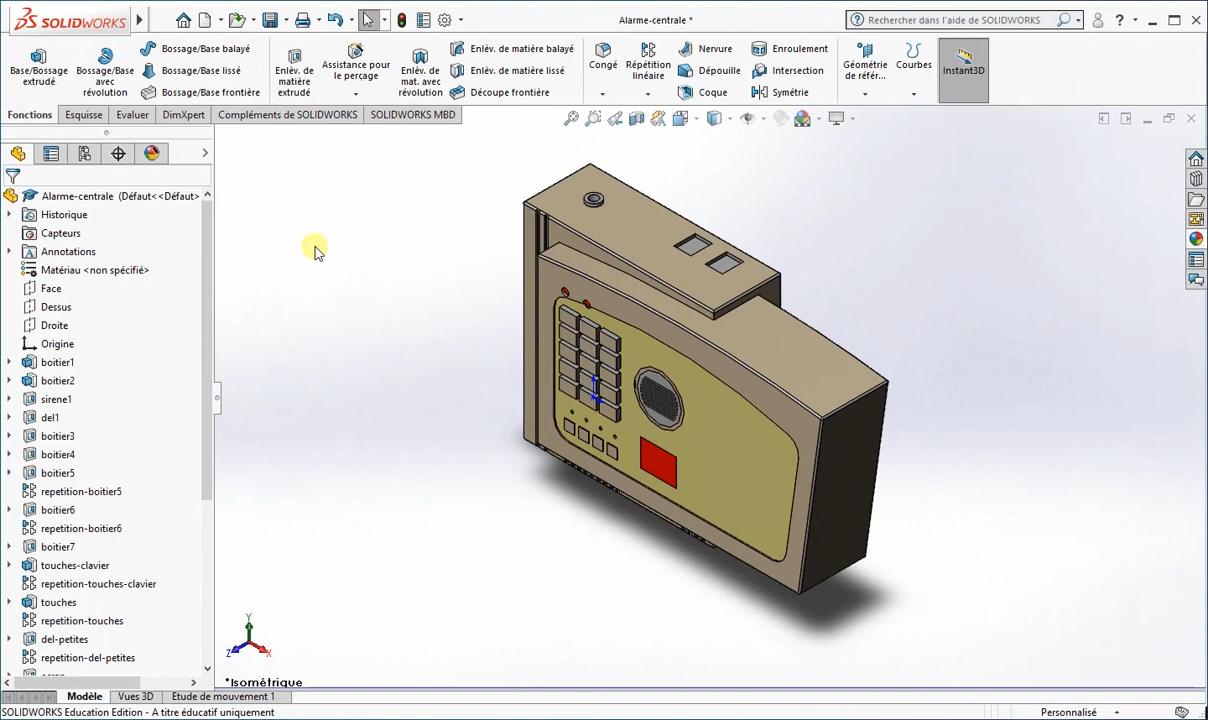 SOLIDWORKS
Alarme-centrale *
Rechercher dans l'aide de SOLIDWORKS
?
Base/Bossage
extrudé
Bossage/Base
avec
révolution
Bossage/Base balayé
Bossage/Base lissé
Bossage/Base frontière
Enlèv. de
matière
extrudé
Assistance pour
le perçage
Enlèv. de
mat. avec
révolution
Enlèv. de matière balayé
Enlèv. de matière lissé
Découpe frontière
Congé
Répétition
linéaire
Nervure
Dépouille
Coque
Enroulement
Intersection
Symétrie
Géométrie
de référ...
Courbes
Instant3D
Fonctions
Esquisse
Evaluer
DimXpert
Compléments de SOLIDWORKS
SOLIDWORKS MBD
Alarme-centrale (Défaut<<Défaut>
Historique
Capteurs
Annotations
Matériau <non spécifié>
Face
Dessus
Droite
Origine
boitier1
boitier2
sirene1
del1
boitier3
boitier4
boitier5
repetition-boitier5
boitier6
repetition-boitier6
boitier7
touches-clavier
repetition-touches-clavier
touches
repetition-touches
del-petites
repetition-del-petites
Y
Z
X
*Isométrique
Modèle
Vues 3D
Etude de mouvement 1
SOLIDWORKS Education Edition - A titre éducatif uniquement
Personnalisé